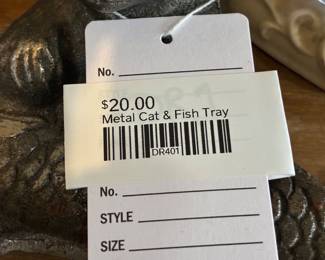 No.
$20.00
Metal Cat & Fish Tray
DR401
No.
STYLE
SIZE